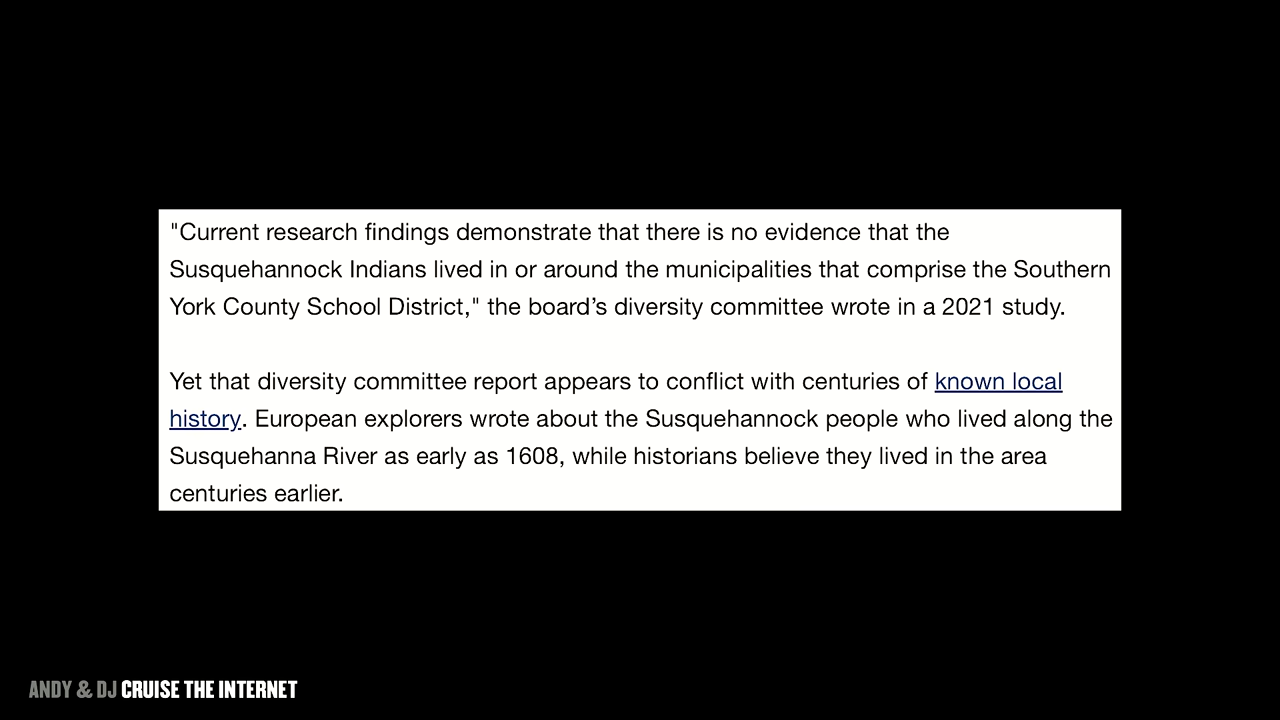 "Current research findings demonstrate that there is no evidence that the
Susquehannock Indians lived in or around the municipalities that comprise the Southern
York County School District," the board’s diversity committee wrote in a 2021 study.
Yet that diversity committee report appears to conflict with centuries of known local
history. European explorers wrote about the Susquehannock people who lived along the
Susquehanna River as early as 1608, while historians believe they lived in the area
centuries earlier.
ANDY & DJ CRUISE THE INTERNET